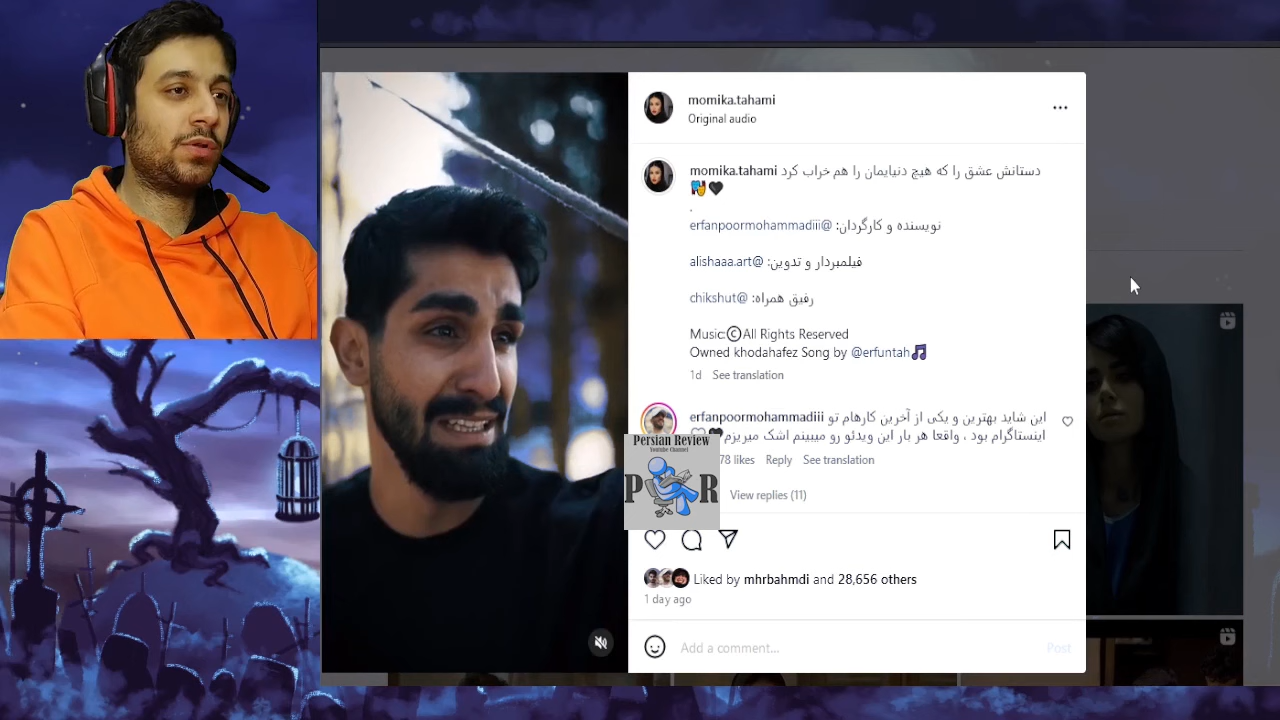 momika.tahami
Original audio
momika.tahami دستانش عشق را که هیچ دنیایمان را هم خراب کرد
.
نویسنده و کارگردان: @erfanpoormohammadiii
فیلمبردار و تدوین: @alishaaa.art
رفیق همراه: @chikshut
Music:©All Rights Reserved
Owned khodahafez Song by @erfuntah🎵
1d See translation
erfanpoormohammadiii این شاید بهترین و یکی از آخرین کارهام تو
اینستاگرام بود ، واقعا هر بار این ویدئو رو میبینم اشک میریزم
78 likes Reply See translation
View replies (11)
Persian Review
Youtube Channel
P R
Liked by mhrbahmdi and 28,656 others
1 day ago
Add a comment...
Post